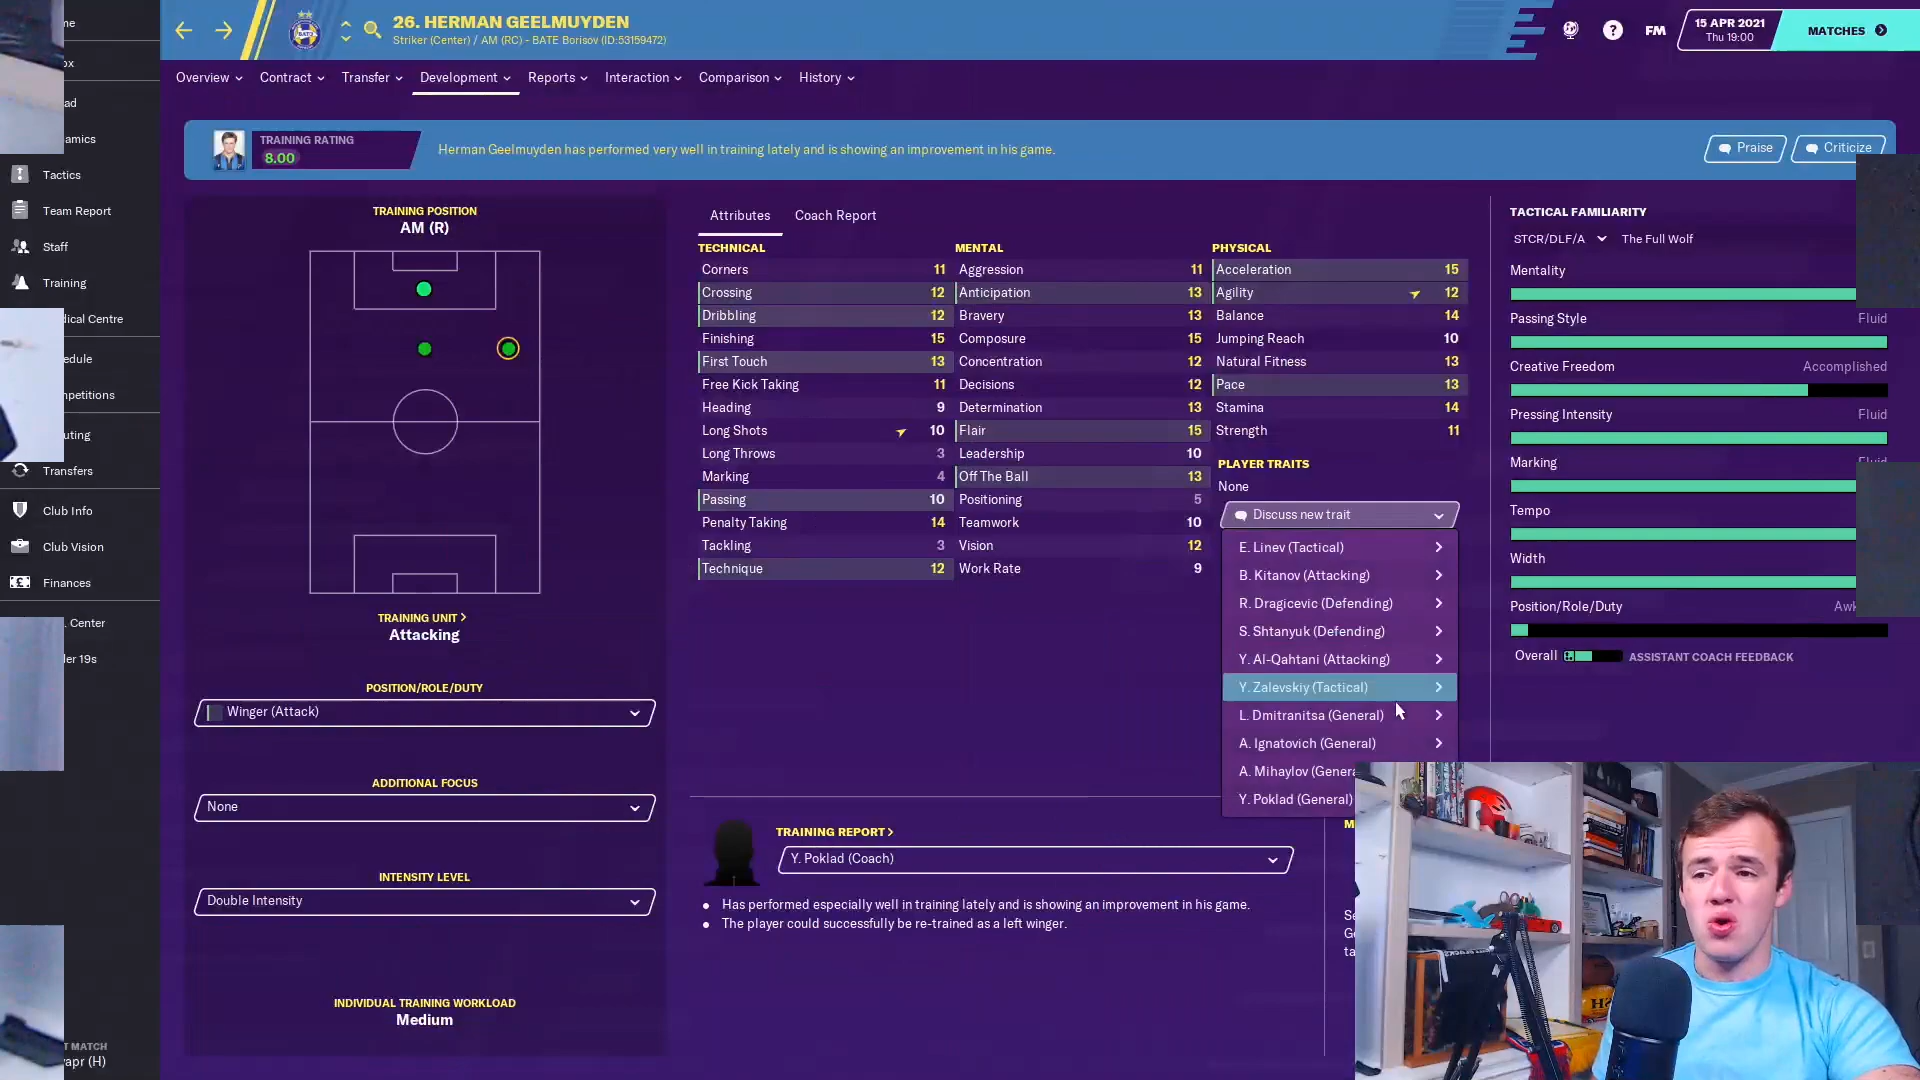 26. HERMAN GEELMUYDEN
Striker (Center) / AM (RC) - BATE Borisov (ID:53159472)
FM
15 APR 2021
Thu 19:00
MATCHES
Overview
Contract
Transfer
Development
Reports
Interaction
Comparison
History
Tactics
Team Report
Staff
Training
Transfers
Club Info
Club Vision
Finances
TRAINING RATING
8.00
Herman Geelmuyden has performed very well in training lately and is showing an improvement in his game.
Praise
Criticize
TRAINING POSITION
AM (R)
TRAINING UNIT
Attacking
POSITION/ROLE/DUTY
Winger (Attack)
ADDITIONAL FOCUS
None
INTENSITY LEVEL
Double Intensity
INDIVIDUAL TRAINING WORKLOAD
Medium
Attributes
Coach Report
TECHNICAL
Corners 11
Crossing 12
Dribbling 12
Finishing 15
First Touch 13
Free Kick Taking 11
Heading 9
Long Shots 10
Long Throws 3
Marking 4
Passing 10
Penalty Taking 14
Tackling 3
Technique 12
MENTAL
Aggression 11
Anticipation 13
Bravery 13
Composure 15
Concentration 12
Decisions 12
Determination 13
Flair 15
Leadership 10
Off The Ball 13
Positioning 5
Teamwork 10
Vision 12
Work Rate 9
PHYSICAL
Acceleration 15
Agility 12
Balance 14
Jumping Reach 10
Natural Fitness 13
Pace 13
Stamina 14
Strength 11
PLAYER TRAITS
None
Discuss new trait
E. Linev (Tactical)
B. Kitanov (Attacking)
R. Dragicevic (Defending)
S. Shtanyuk (Defending)
Y. Al-Qahtani (Attacking)
Y. Zalevskiy (Tactical)
L. Dmitranitsa (General)
A. Ignatovich (General)
A. Mihaylov (Genera
Y. Poklad (General)
TRAINING REPORT
Y. Poklad (Coach)
Has performed especially well in training lately and is showing an improvement in his game.
The player could successfully be re-trained as a left winger.
TACTICAL FAMILIARITY
STCR/DLF/A The Full Wolf
Mentality
Passing Style Fluid
Creative Freedom Accomplished
Pressing Intensity Fluid
Marking Fluid
Tempo
Width
Position/Role/Duty
Overall ASSISTANT COACH FEEDBACK